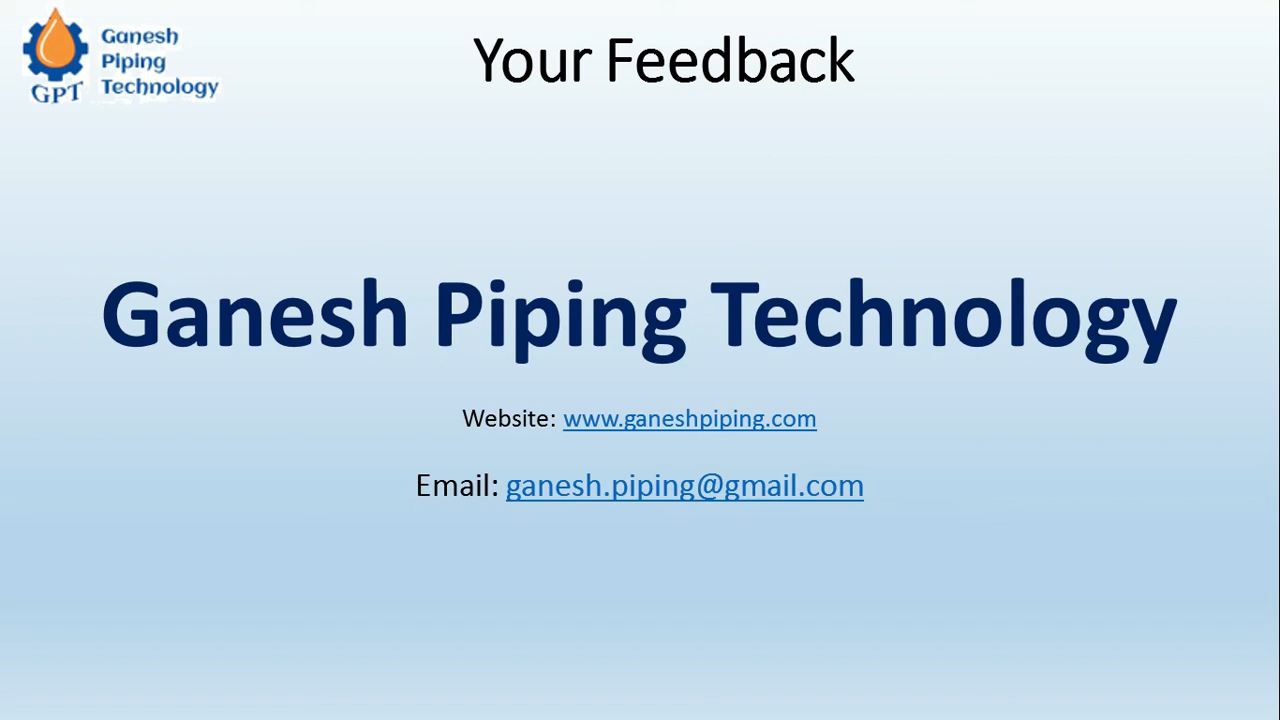 Ganesh
Piping
Technology
GPT
Your Feedback
Ganesh Piping Technology
Website: www.ganeshpiping.com
Email: ganesh.piping@gmail.com